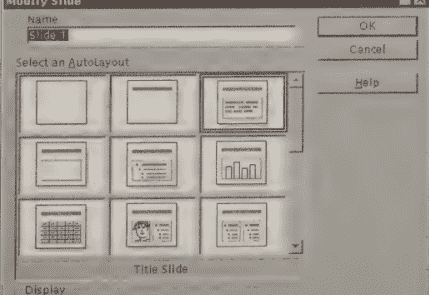 Modify Slide
Name
Slide 1
OK
Cancel
Select an AutoLayout
Help
Title Slide
Display